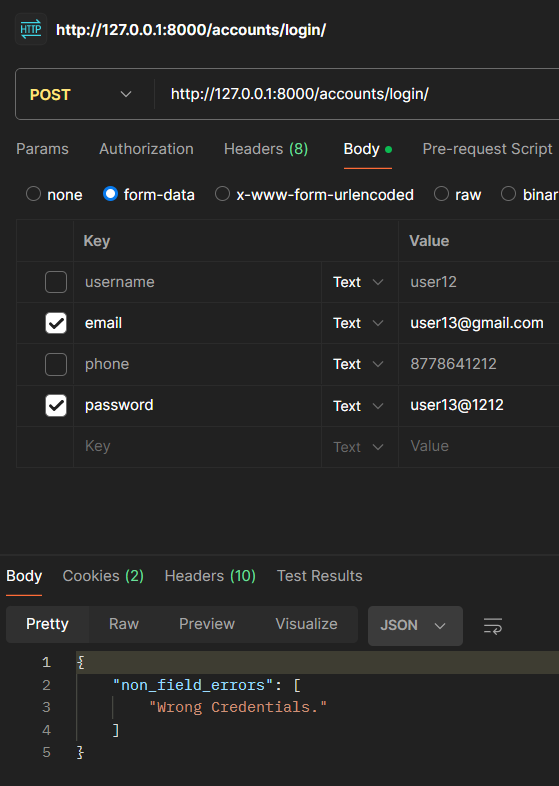 HTTP http://127.0.0.1:8000/accounts/login/
POST http://127.0.0.1:8000/accounts/login/
Params Authorization Headers (8) Body Pre-request Script
none form-data x-www-form-urlencoded raw binar
Key Value
username Text user12
email Text user13@gmail.com
phone Text 8778641212
password Text user13@1212
Key Text Value
Body Cookies (2) Headers (10) Test Results
Pretty Raw Preview Visualize JSON
1 {
2 "non_field_errors": [
3 "Wrong Credentials."
4 ]
5 }